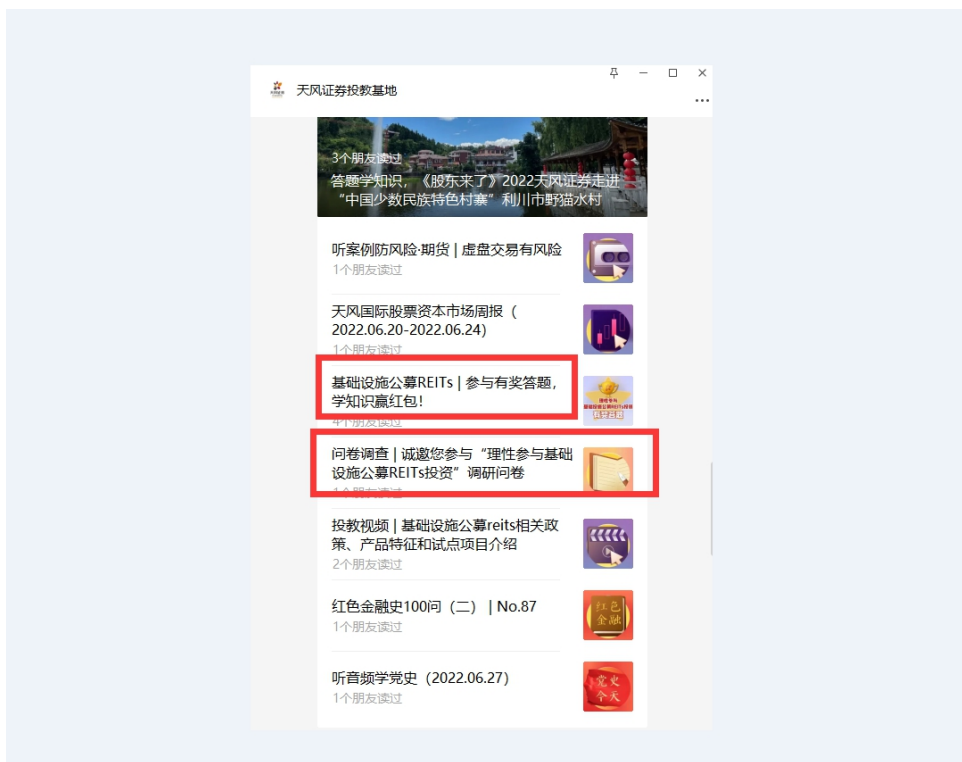 天风证券投教基地
3个朋友读过
答题学知识，《股东来了》2022天风证券走进
“中国少数民族特色村寨”利川市野猫水村
听案例防风险·期货 | 虚盘交易有风险
1个朋友读过
天风国际股票资本市场周报（
2022.06.20-2022.06.24）
1个朋友读过
基础设施公募REITs | 参与有奖答题，
学知识赢红包！
4个朋友读过
问卷调查 | 诚邀您参与“理性参与基础
设施公募REITs投资”调研问卷
1个朋友读过
投教视频 | 基础设施公募reits相关政
策、产品特征和试点项目介绍
2个朋友读过
红色金融史100问（二） | No.87
1个朋友读过
红色
金融
听音频学党史（2022.06.27）
1个朋友读过
党史
今天